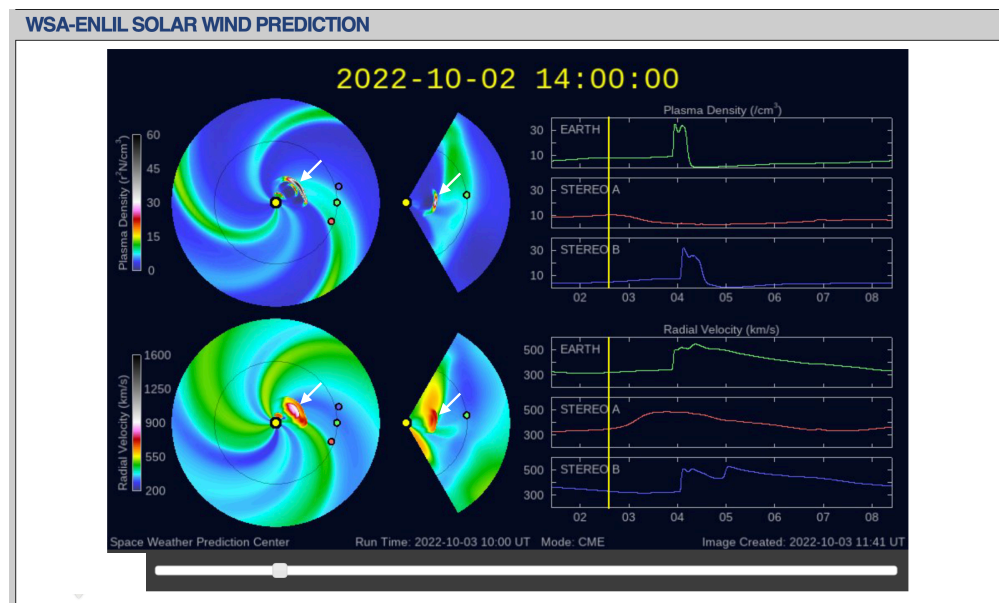 WSA-ENLIL SOLAR WIND PREDICTION
2022-10-02 14:00:00
Plasma Density (r²N/cm³)
60
45
30
15
0
Plasma Density (/cm³)
EARTH
30
10
STEREO A
30
10
STEREO B
30
10
02 03 04 05 06 07 08
Radial Velocity (km/s)
1600
1250
900
550
200
Radial Velocity (km/s)
EARTH
500
300
STEREO A
500
300
STEREO B
500
300
02 03 04 05 06 07 08
Space Weather Prediction Center Run Time: 2022-10-03 10:00 UT Mode: CME Image Created: 2022-10-03 11:41 UT